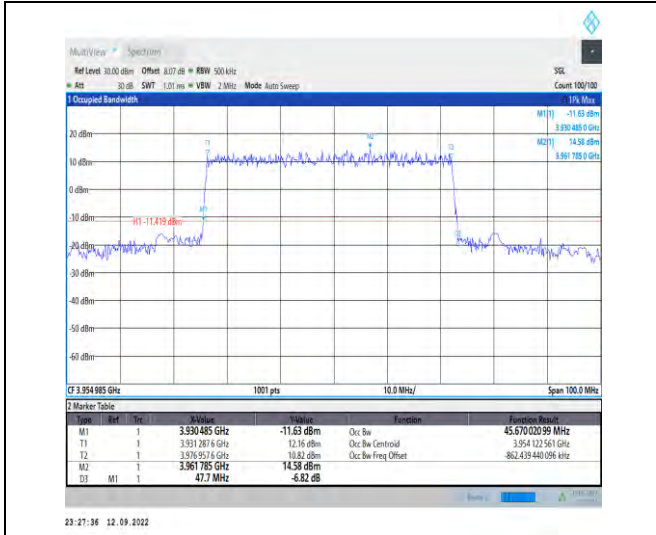 MultiView Spectrum
Ref Level 30.00 dBm Offset 8.07 dB RBW 500 kHz SGL
Att 30 dB SWT 1.01 ms VBW 2 MHz Mode Auto Sweep Count 100/100
1 Occupied Bandwidth 1Pk Max
M1[1] -11.63 dBm
3.930 485 0 GHz
20 dBm M2 M2[1] 14.58 dBm
3.961 785 0 GHz
T1 T2
10 dBm
0 dBm
-10 dBm M1
H1 -11.419 dBm
-20 dBm
-30 dBm
-40 dBm
-50 dBm
-60 dBm
CF 3.954 985 GHz 1001 pts 10.0 MHz/ Span 100.0 MHz
2 Marker Table
Type Ref Trc X-Value Y-Value Function Function Result
M1 1 3.930 485 GHz -11.63 dBm Occ Bw 45.670 020 99 MHz
T1 1 3.931 287 6 GHz 12.16 dBm Occ Bw Centroid 3.954 122 561 GHz
T2 1 3.976 957 6 GHz 10.82 dBm Occ Bw Freq Offset -862.439 440 096 kHz
M2 1 3.961 785 GHz 14.58 dBm
D3 M1 1 47.7 MHz -6.82 dB
23:27:36 12.09.2022